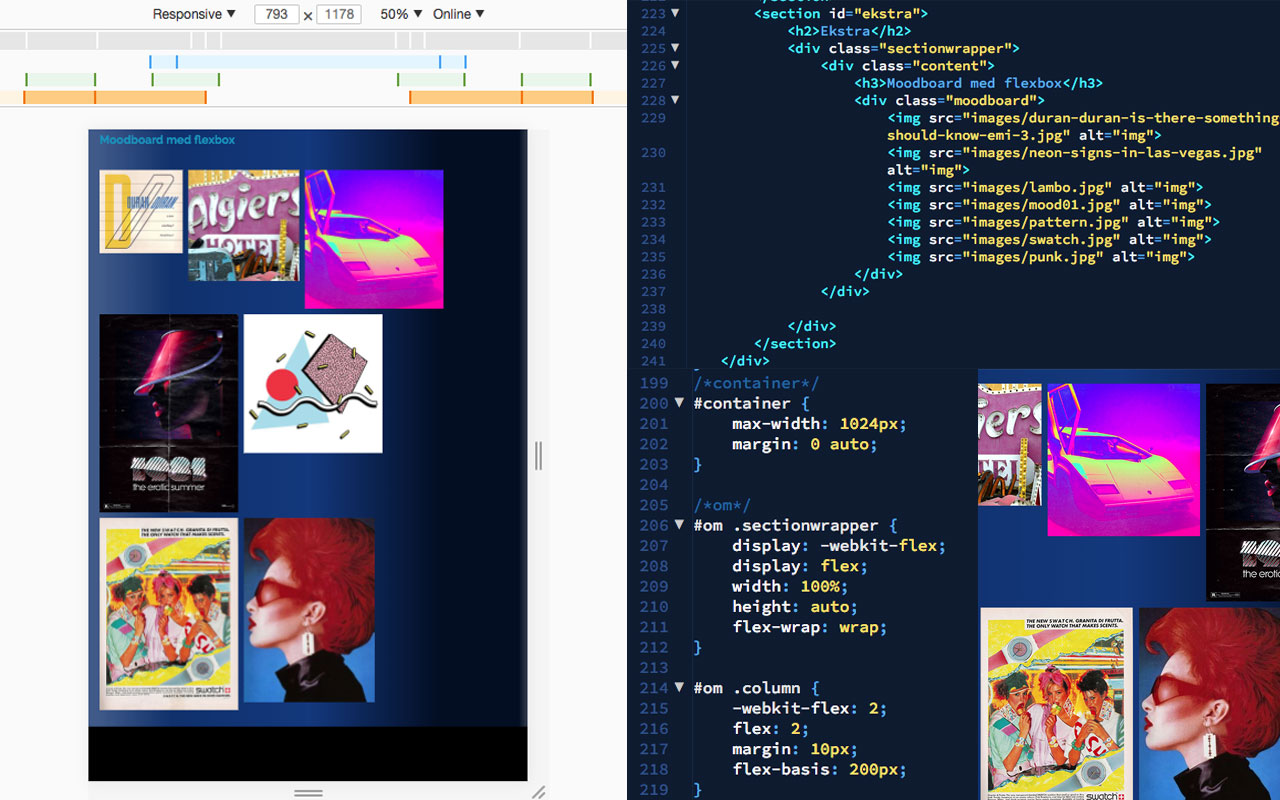 Responsive ▼ 793 × 1178 50% ▼ Online ▼
Moodboard med flexbox
DURAN DURAN
Algiers
HOTEL
1981
the erotic summer
THE NEW SWATCH. GRANITA DI FRUTTA.
THE ONLY WATCH THAT MAKES SCENTS.
swatch
223 ▼ <section id="ekstra">
224 <h2>Ekstra</h2>
225 ▼ <div class="sectionwrapper">
226 ▼ <div class="content">
227 <h3>Moodboard med flexbox</h3>
228 ▼ <div class="moodboard">
229 <img src="images/duran-duran-is-there-something
should-know-emi-3.jpg" alt="img">
230 <img src="images/neon-signs-in-las-vegas.jpg"
alt="img">
231 <img src="images/lambo.jpg" alt="img">
232 <img src="images/mood01.jpg" alt="img">
233 <img src="images/pattern.jpg" alt="img">
234 <img src="images/swatch.jpg" alt="img">
235 <img src="images/punk.jpg" alt="img">
236 </div>
237 </div>
238
239 </div>
240 </section>
241 </div>
199 /*container*/
200 ▼ #container {
201 max-width: 1024px;
202 margin: 0 auto;
203 }
204
205 /*om*/
206 ▼ #om .sectionwrapper {
207 display: -webkit-flex;
208 display: flex;
209 width: 100%;
210 height: auto;
211 flex-wrap: wrap;
212 }
213
214 ▼ #om .column {
215 -webkit-flex: 2;
216 flex: 2;
217 margin: 10px;
218 flex-basis: 200px;
219 }
the erotic
THE NEW SWATCH. GRANITA DI FRUTTA.
THE ONLY WATCH THAT MAKES SCENTS.
swatch